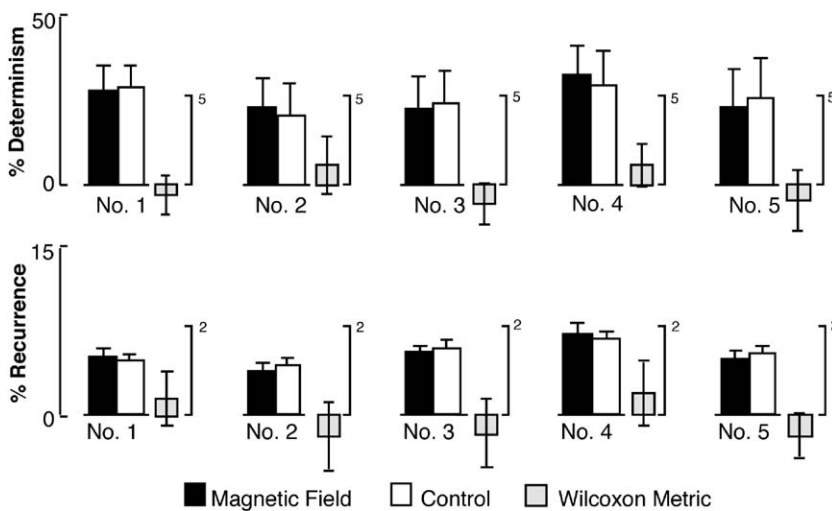 50
% Determinism
5 5 5 5 5
0
No. 1 No. 2 No. 3 No. 4 No. 5
15
% Recurrence
2 2 2 2
0
No. 1 No. 2 No. 3 No. 4 No. 5
Magnetic Field Control Wilcoxon Metric